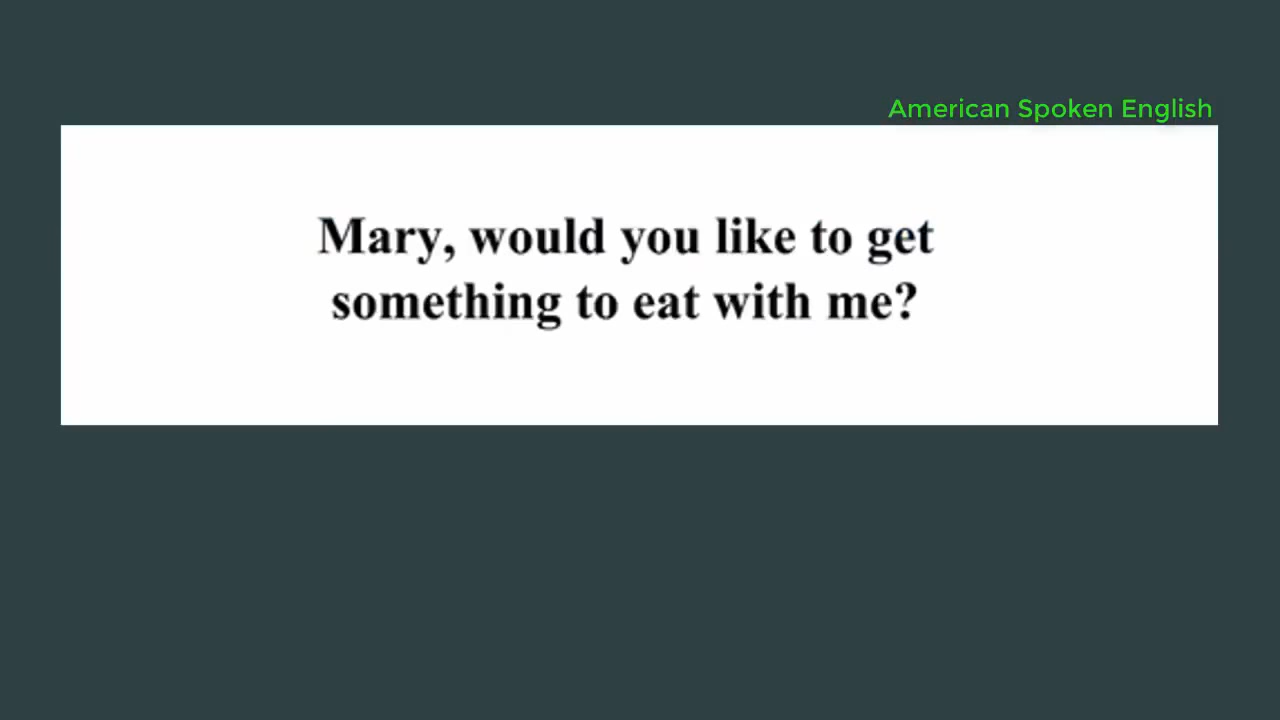 American Spoken English
Mary, would you like to get
something to eat with me?